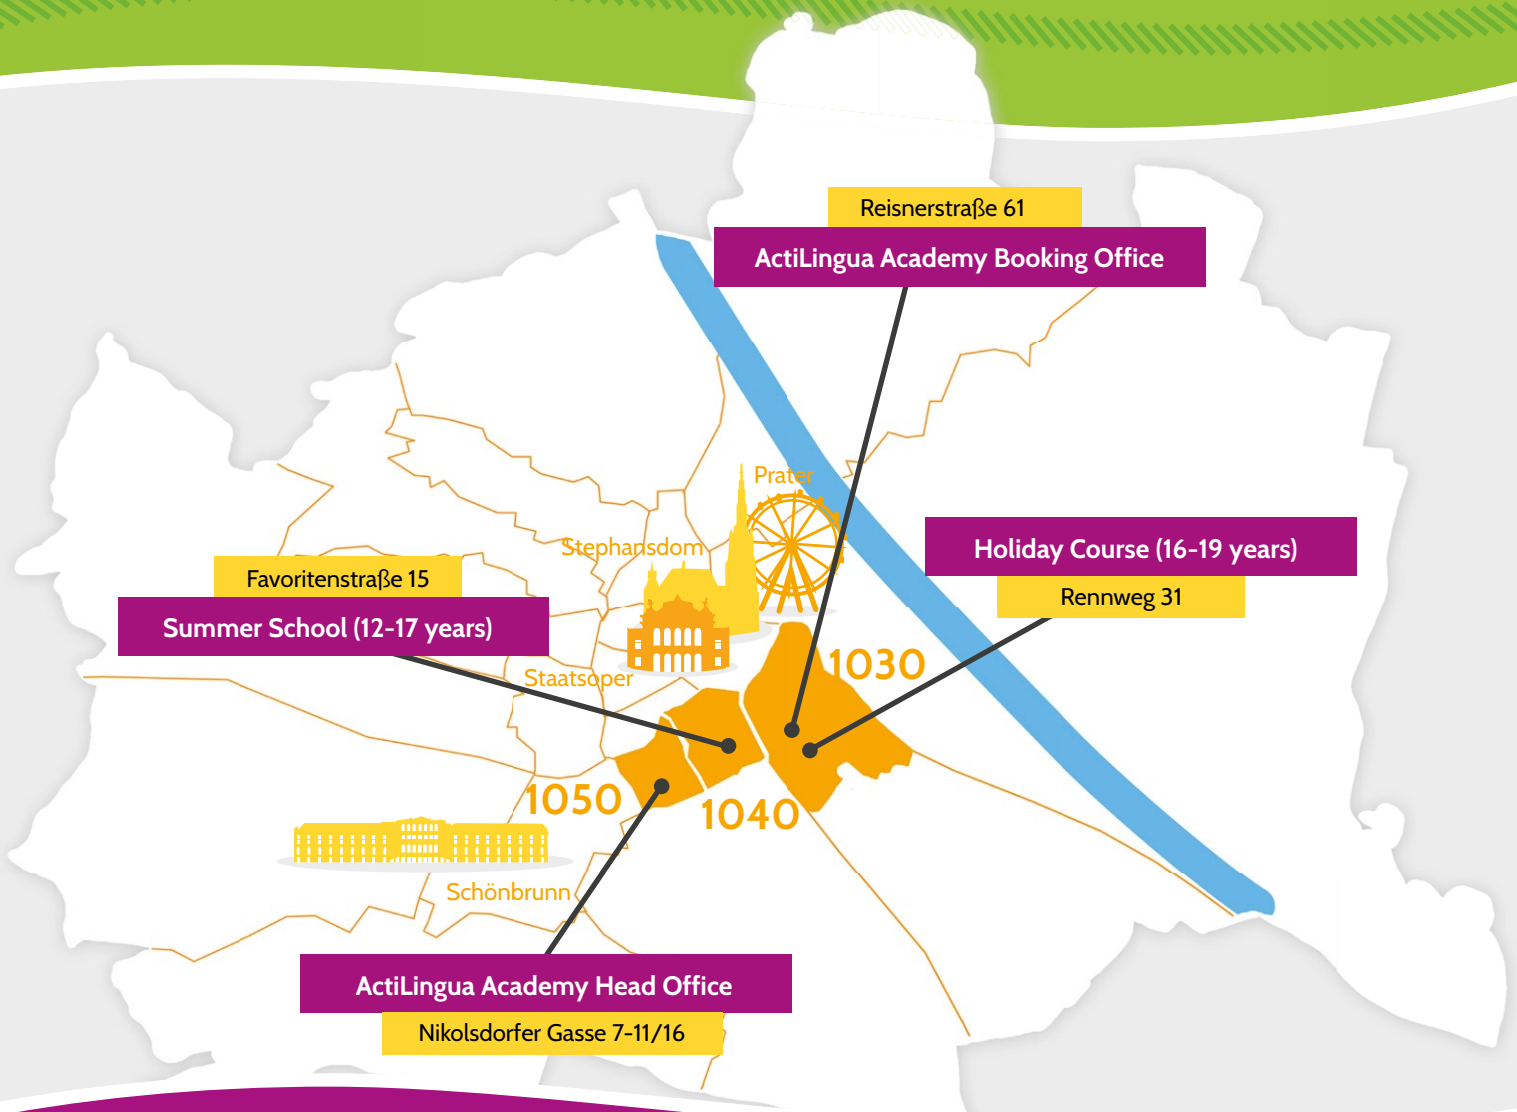 Reisnerstraße 61
ActiLingua Academy Booking Office
Prater
Holiday Course (16-19 years)
Rennweg 31
Stephansdom
Favoritenstraße 15
Summer School (12-17 years)
1030
Staatsoper
1050
1040
Schönbrunn
ActiLingua Academy Head Office
Nikolsdorfer Gasse 7-11/16